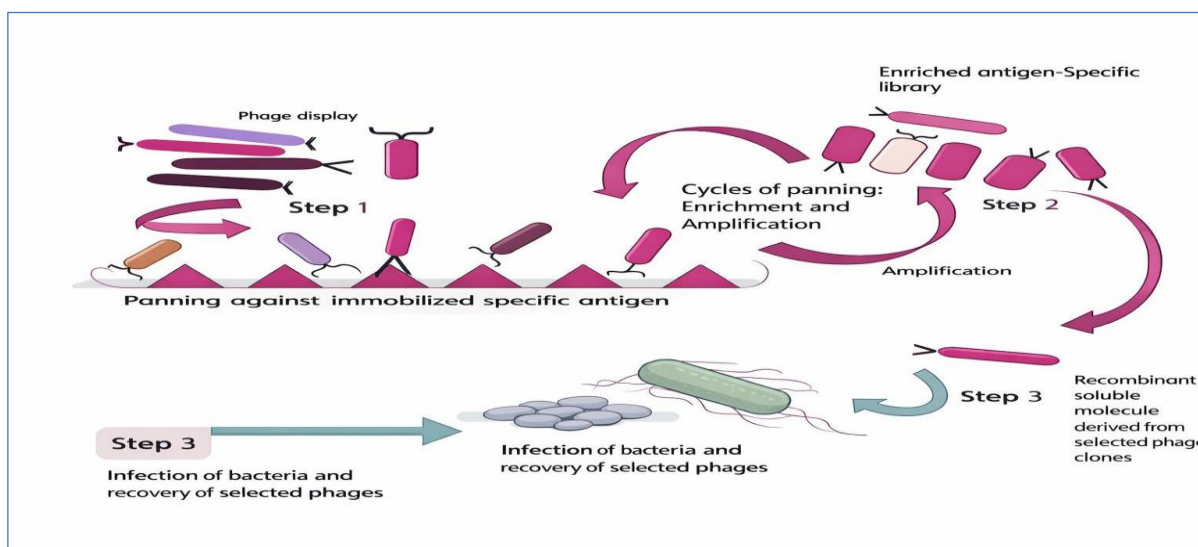 Enrriched antigen-Specific
library
Phage display
Step 1
Cycles of panning:
Enrichment and
Amplification
Step 2
Amplification
Panning against immobilized specific antigen
Step 3
Recombinant
soluble
molecule
derived from
selected phag
clones
Step 3
Infection of bacteria and
recovery of selected phages
Infection of bacteria and
recovery of selected phages